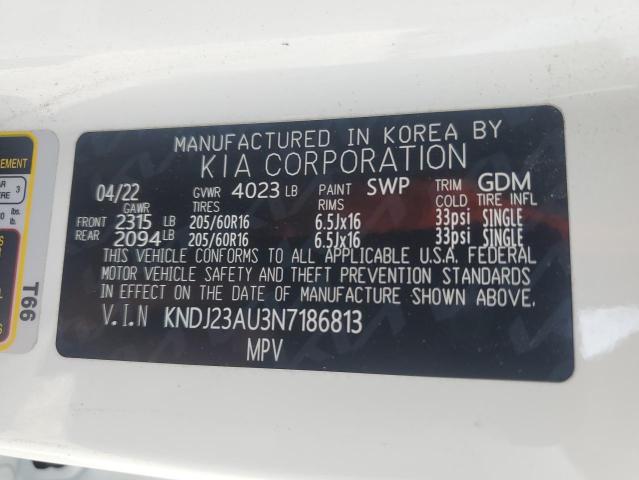 MANUFACTURED IN KOREA BY
KIA CORPORATION
04/22 GVWR 4023 LB PAINT SWP TRIM GDM
GAWR TIRES RIMS COLD TIRE INFL
FRONT 2315 LB 205/60R16 6.5Jx16 33psi SINGLE
REAR 2094 LB 205/60R16 6.5Jx16 33psi SINGLE
THIS VEHICLE CONFORMS TO ALL APPLICABLE U.S.A. FEDERAL
MOTOR VEHICLE SAFETY AND THEFT PREVENTION STANDARDS
IN EFFECT ON THE DATE OF MANUFACTURE SHOWN ABOVE.
V.I.N KNDJ23AU3N7186813
MPV
T66